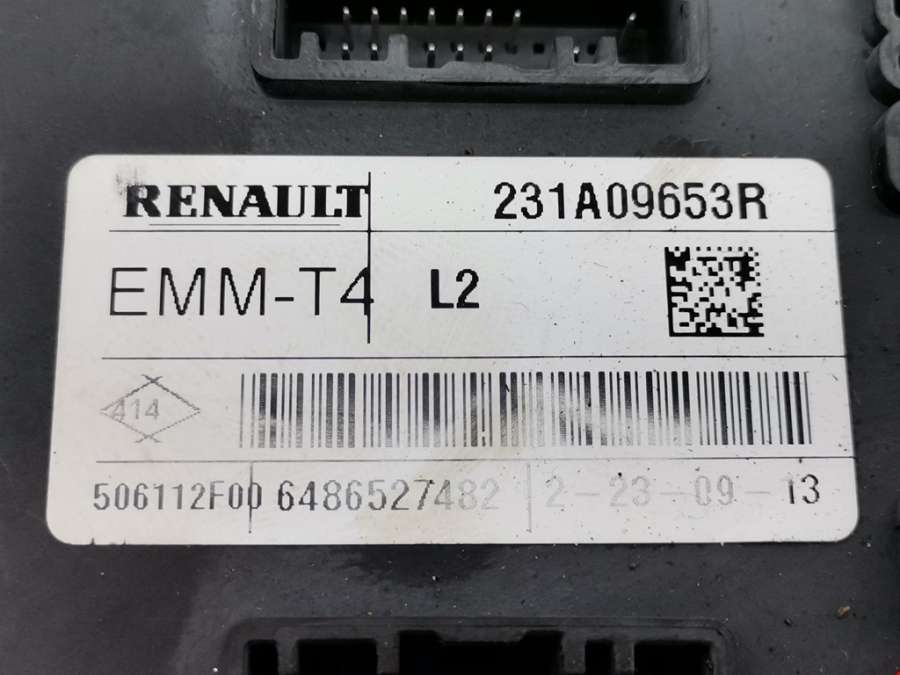 RENAULT 231A09653R
EMM-T4 L2
414
506112F00 6486527482 2-23-09-13